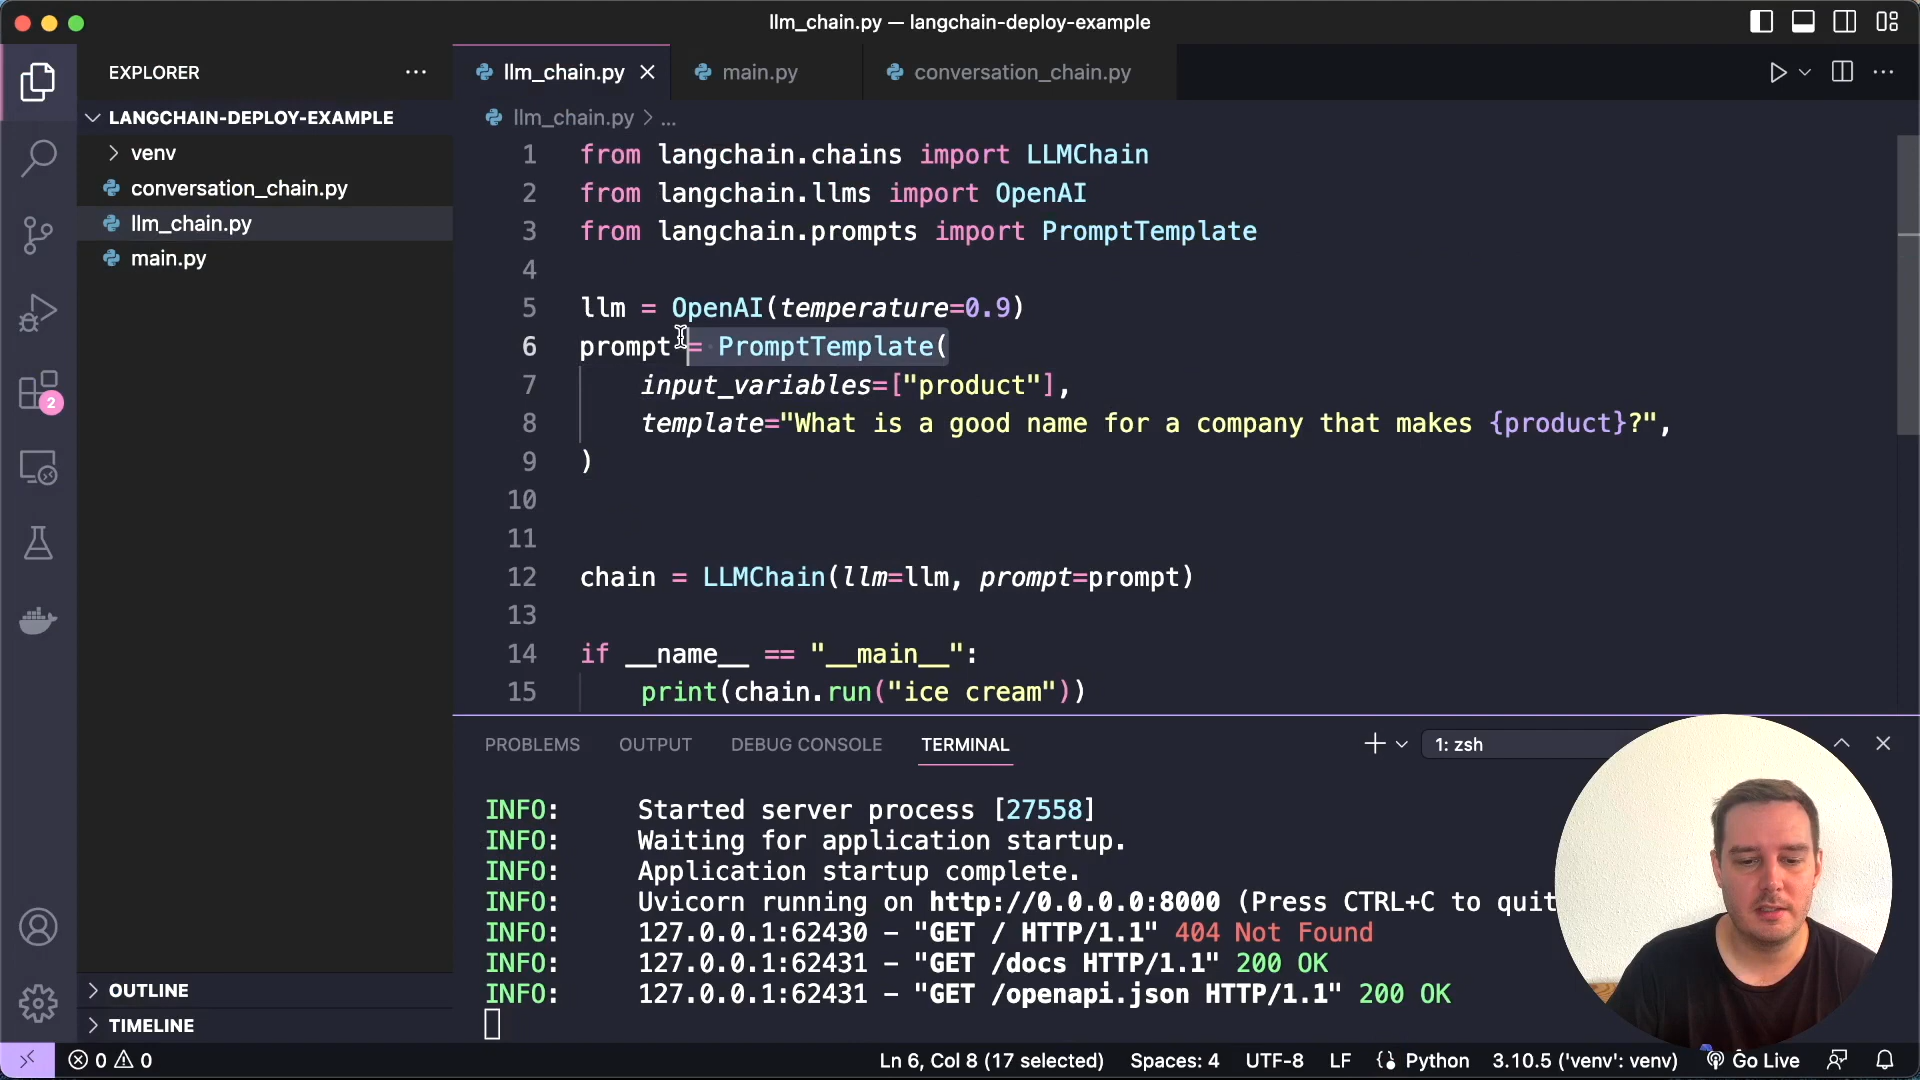 llm_chain.py — langchain-deploy-example
EXPLORER
LANGCHAIN-DEPLOY-EXAMPLE
venv
conversation_chain.py
llm_chain.py
main.py
OUTLINE
TIMELINE
2
llm_chain.py
main.py
conversation_chain.py
llm_chain.py > ...
1 from langchain.chains import LLMChain
2 from langchain.llms import OpenAI
3 from langchain.prompts import PromptTemplate
4
5 llm = OpenAI(temperature=0.9)
6 prompt = PromptTemplate(
7 input_variables=["product"],
8 template="What is a good name for a company that makes {product}?",
9 )
10
11
12 chain = LLMChain(llm=llm, prompt=prompt)
13
14 if __name__ == "__main__":
15 print(chain.run("ice cream"))
PROBLEMS OUTPUT DEBUG CONSOLE TERMINAL
1: zsh
INFO: Started server process [27558]
INFO: Waiting for application startup.
INFO: Application startup complete.
INFO: Uvicorn running on http://0.0.0.0:8000 (Press CTRL+C to quit
INFO: 127.0.0.1:62430 – "GET / HTTP/1.1" 404 Not Found
INFO: 127.0.0.1:62431 – "GET /docs HTTP/1.1" 200 OK
INFO: 127.0.0.1:62431 – "GET /openapi.json HTTP/1.1" 200 OK
0 0 Ln 6, Col 8 (17 selected) Spaces: 4 UTF-8 LF Python 3.10.5 ('venv': venv) Go Live